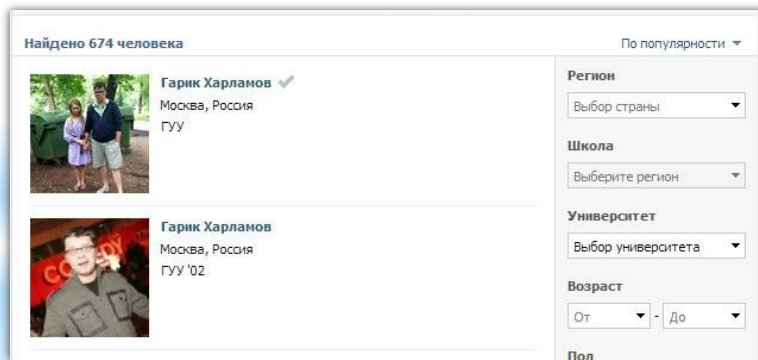 Найдено 674 человека
По популярности
Гарик Харламов
Москва, Россия
ГУУ
Гарик Харламов
Москва, Россия
ГУУ '02
Регион
Выбор страны
Школа
Выберите регион
Университет
Выбор университета
Возраст
От - До
Пол